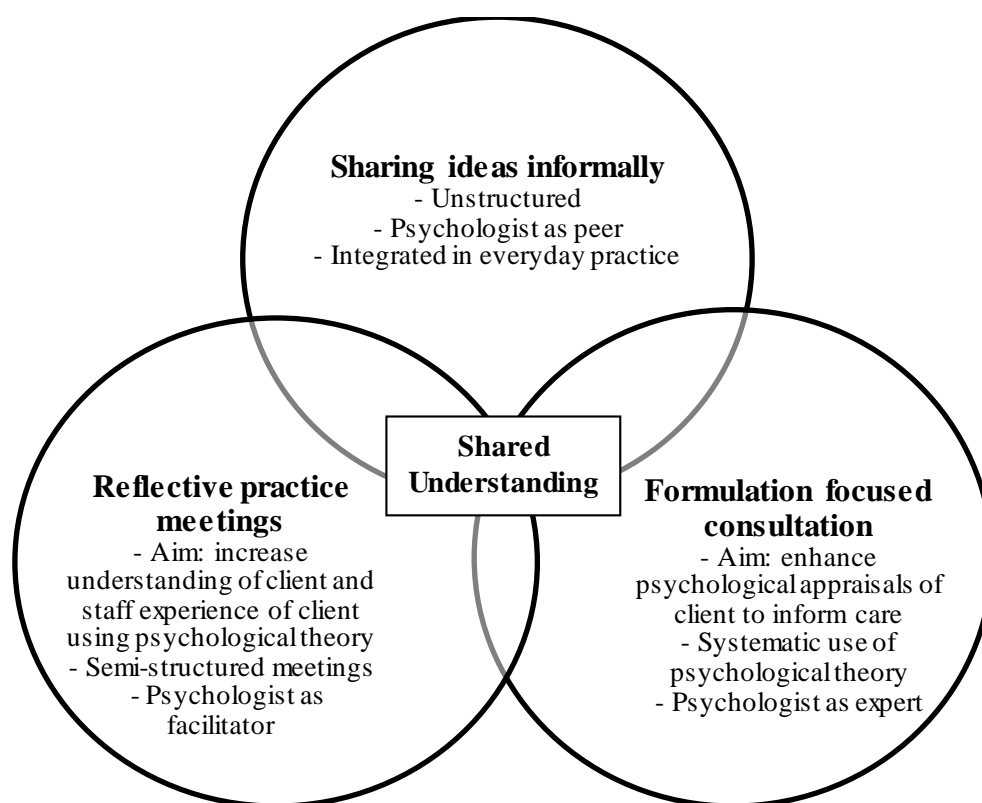 Sharing ideas informally
- Unstructured
- Psychologist as peer
- Integrated in everyday practice
Shared
Understanding
Reflective practice
meetings
- Aim: increase
understanding of client and
staff experience of client
using psychological theory
- Semi-structured meetings
- Psychologist as
facilitator
Formulation focused
consultation
- Aim: enhance
psychological appraisals of
client to inform care
- Systematic use of
psychological theory
- Psychologist as expert